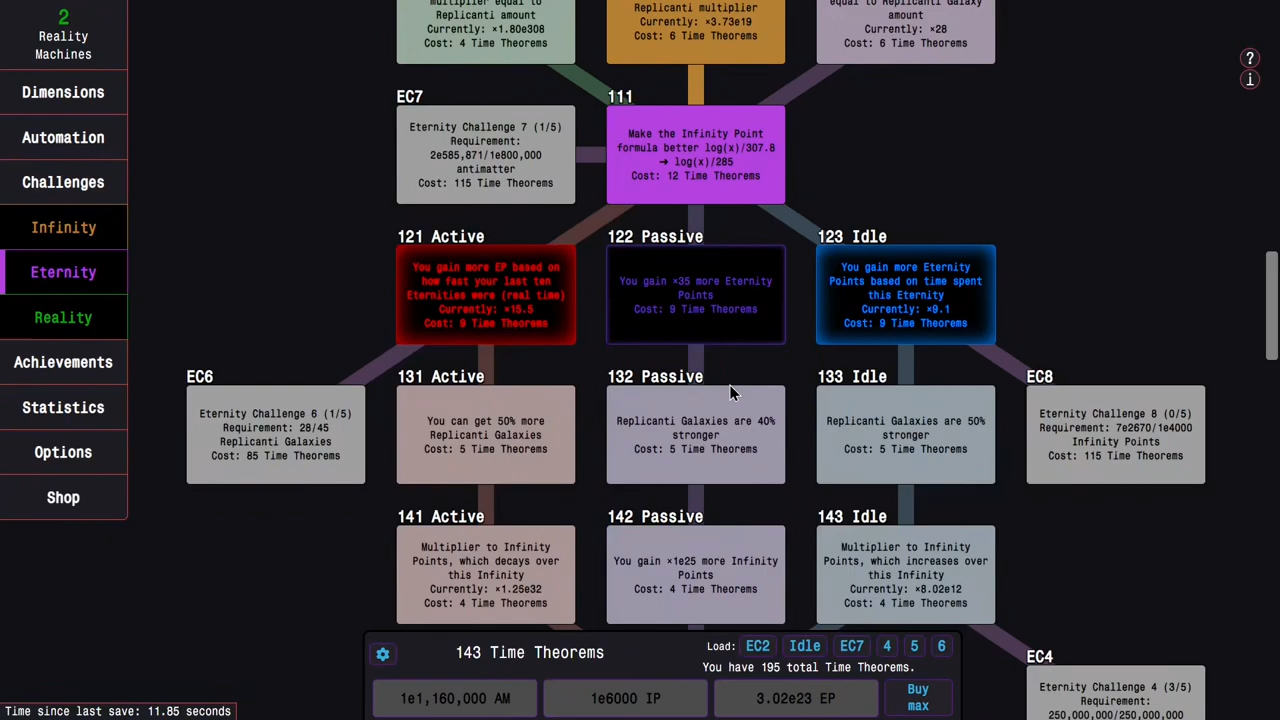 2
Reality
Machines
Dimensions
Automation
Challenges
Infinity
Eternity
Reality
Achievements
Statistics
Options
Shop
?
i
multiplier equal to
Replicanti amount
Currently: ×1.80e308
Cost: 4 Time Theorems
Replicanti multiplier
Currently: ×3.73e19
Cost: 6 Time Theorems
equal to Replicanti Galaxy
amount
Currently: ×28
Cost: 6 Time Theorems
EC7
Eternity Challenge 7 (1/5)
Requirement:
2e585,871/1e800,000
antimatter
Cost: 115 Time Theorems
111
Make the Infinity Point
formula better log(x)/307.8
➜ log(x)/285
Cost: 12 Time Theorems
121 Active
You gain more EP based on
how fast your last ten
Eternities were (real time)
Currently: ×15.5
Cost: 9 Time Theorems
122 Passive
You gain ×35 more Eternity
Points
Cost: 9 Time Theorems
123 Idle
You gain more Eternity
Points based on time spent
this Eternity
Currently: ×9.1
Cost: 9 Time Theorems
EC6
Eternity Challenge 6 (1/5)
Requirement: 28/45
Replicanti Galaxies
Cost: 85 Time Theorems
131 Active
You can get 50% more
Replicanti Galaxies
Cost: 5 Time Theorems
132 Passive
Replicanti Galaxies are 40%
stronger
Cost: 5 Time Theorems
133 Idle
Replicanti Galaxies are 50%
stronger
Cost: 5 Time Theorems
EC8
Eternity Challenge 8 (0/5)
Requirement: 7e2670/1e4000
Infinity Points
Cost: 115 Time Theorems
141 Active
Multiplier to Infinity
Points, which decays over
this Infinity
Currently: ×1.25e32
Cost: 4 Time Theorems
142 Passive
You gain ×1e25 more Infinity
Points
Cost: 4 Time Theorems
143 Idle
Multiplier to Infinity
Points, which increases over
this Infinity
Currently: ×8.02e12
Cost: 4 Time Theorems
EC4
Eternity Challenge 4 (3/5)
Requirement:
250,000,000/250,000,000
143 Time Theorems
Load: EC2 Idle EC7 4 5 6
You have 195 total Time Theorems.
1e1,160,000 AM
1e6000 IP
3.02e23 EP
Buy
max
Time since last save: 11.85 seconds